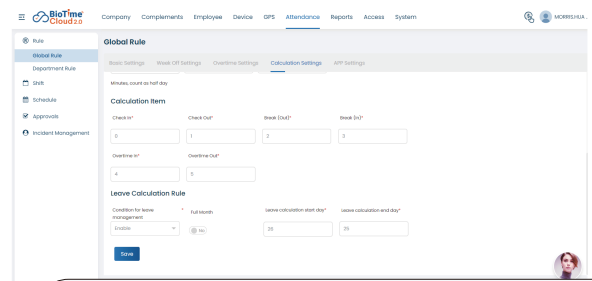 BioTime
Cloud 2.0
Company Complements Employee Device GPS Attendance Reports Access System
MORRISHUA
Rule
Global Rule
Department Rule
Shift
Schedule
Approvals
Incident Management
Global Rule
Basic Settings Week Off Settings Overtime Settings Calculation Settings APP Settings
Minutes, count as half day
Calculation Item
Check In* Check Out* Break (Out)* Break (In)*
0 1 2 3
Overtime In* Overtime Out*
4 5
Leave Calculation Rule
Condition for leave management * Full Month Leave calculation start day* Leave calculation end day*
Enable No 26 25
Save